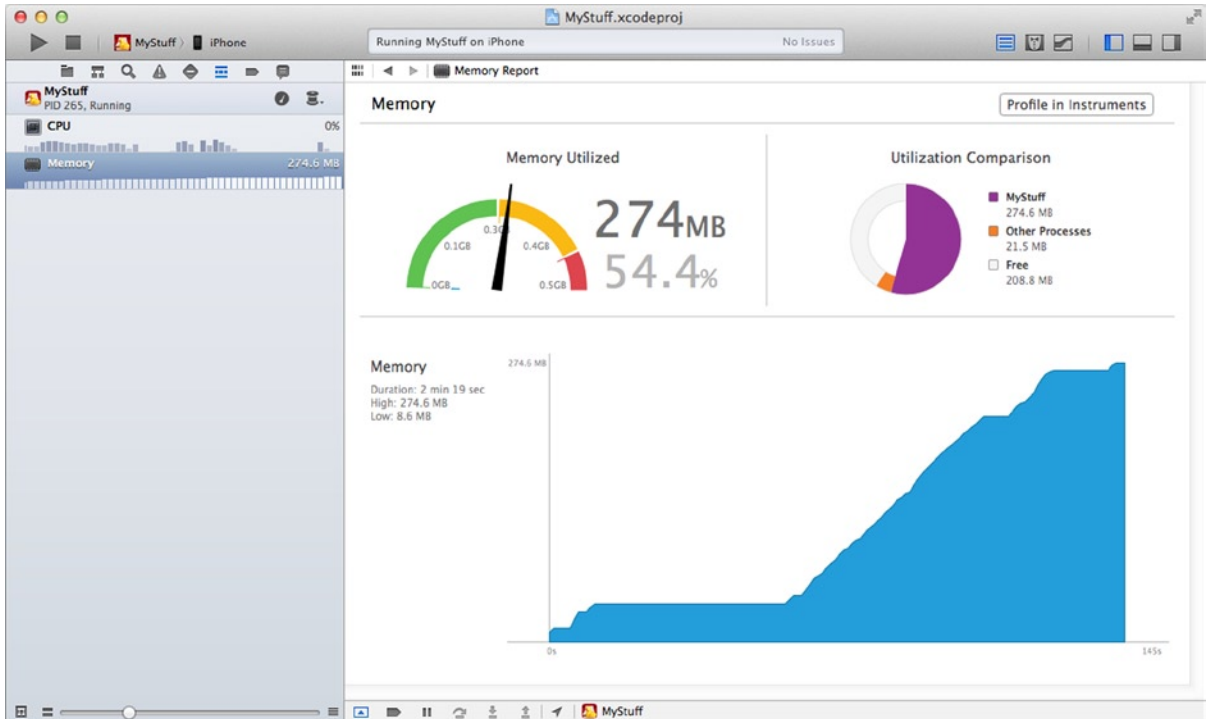 MyStuff.xcodeproj
MyStuff
iPhone
Running MyStuff on iPhone
No Issues
Memory Report
MyStuff
PID 265, Running
CPU
0%
Memory
274.6 MB
Memory
Profile in Instruments
Memory Utilized
0GB
0.1GB
0.3G
0.4GB
0.5GB
274MB
54.4%
Utilization Comparison
MyStuff
274.6 MB
Other Processes
21.5 MB
Free
208.8 MB
Memory
Duration: 2 min 19 sec
High: 274.6 MB
Low: 8.6 MB
274.6 MB
0s
145s
MyStuff